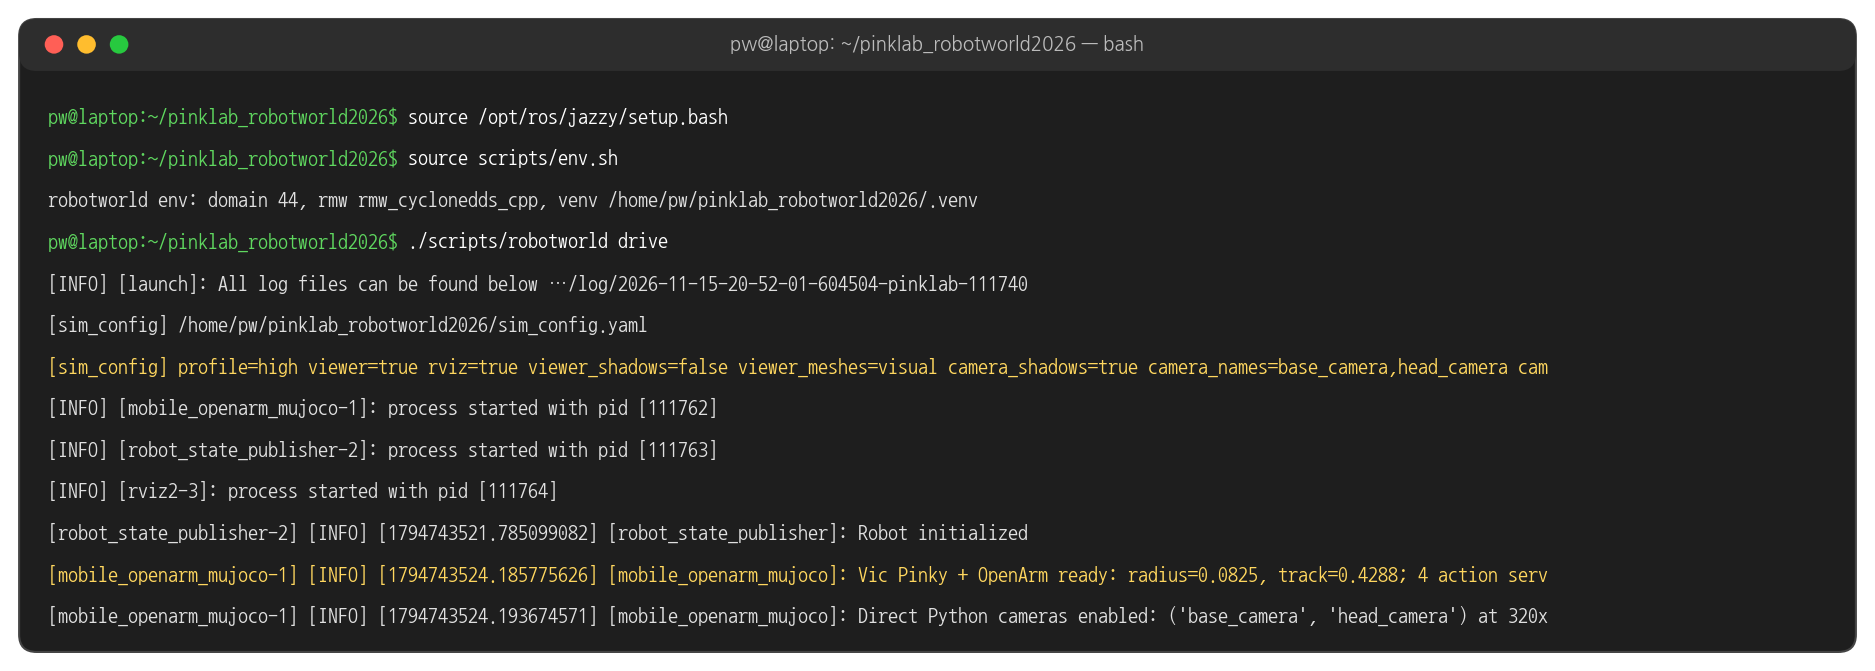 pw@laptop: ~/pinklab_robotworld2026 — bash
pw@laptop:~/pinklab_robotworld2026$ source /opt/ros/jazzy/setup.bash
pw@laptop:~/pinklab_robotworld2026$ source scripts/env.sh
robotworld env: domain 44, rmw rmw_cyclonedds_cpp, venv /home/pw/pinklab_robotworld2026/.venv
pw@laptop:~/pinklab_robotworld2026$ ./scripts/robotworld drive
[INFO] [launch]: All log files can be found below …/log/2026-11-15-20-52-01-604504-pinklab-111740
[sim_config] /home/pw/pinklab_robotworld2026/sim_config.yaml
[sim_config] profile=high viewer=true rviz=true viewer_shadows=false viewer_meshes=visual camera_shadows=true camera_names=base_camera,head_camera cam
[INFO] [mobile_openarm_mujoco-1]: process started with pid [111762]
[INFO] [robot_state_publisher-2]: process started with pid [111763]
[INFO] [rviz2-3]: process started with pid [111764]
[robot_state_publisher-2] [INFO] [1794743521.785099082] [robot_state_publisher]: Robot initialized
[mobile_openarm_mujoco-1] [INFO] [1794743524.185775626] [mobile_openarm_mujoco]: Vic Pinky + OpenArm ready: radius=0.0825, track=0.4288; 4 action serv
[mobile_openarm_mujoco-1] [INFO] [1794743524.193674571] [mobile_openarm_mujoco]: Direct Python cameras enabled: ('base_camera', 'head_camera') at 320x